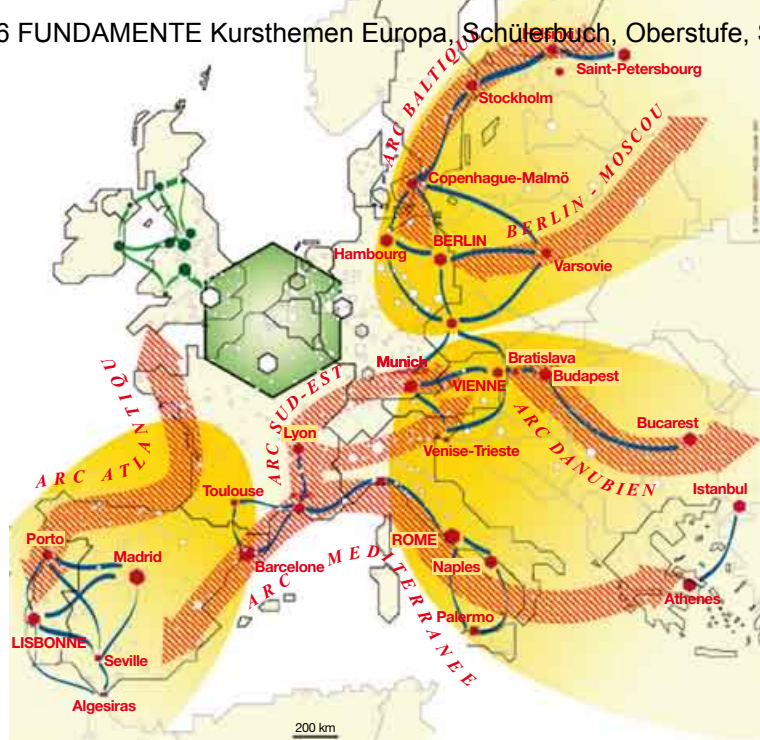 6 FUNDAMENTE Kursthemen Europa, Schülerbuch, Oberstufe, S
Helsinki
Saint-Petersbourg
Stockholm
ARC BALTIQUE
Copenhague-Malmö
BERLIN - MOSCOU
Hambourg
BERLIN
Varsovie
Munich
VIENNE
Bratislava
Budapest
ARC SUD-EST
Lyon
Venise-Trieste
ARC DANUBIEN
Bucarest
Istanbul
ARC ATLANTIQU
Toulouse
Porto
Madrid
Barcelone
ROME
Naples
ARC MEDITERRANEE
Athenes
LISBONNE
Seville
Palermo
Algesiras
200 km